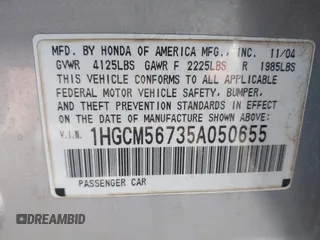 MFD. BY HONDA OF AMERICA MFG., INC. 11/04
GVWR 4125LBS GAWR F 2225LBS R 1985LBS
THIS VEHICLE CONFORMS TO ALL APPLICABLE
FEDERAL MOTOR VEHICLE SAFETY, BUMPER,
AND THEFT PREVENTION STANDARDS IN EFFECT
ON THE DATE OF MANUFACTURE SHOWN ABOVE.
V.I.N. 1HGCM56735A050655
PASSENGER CAR
DREAMBID